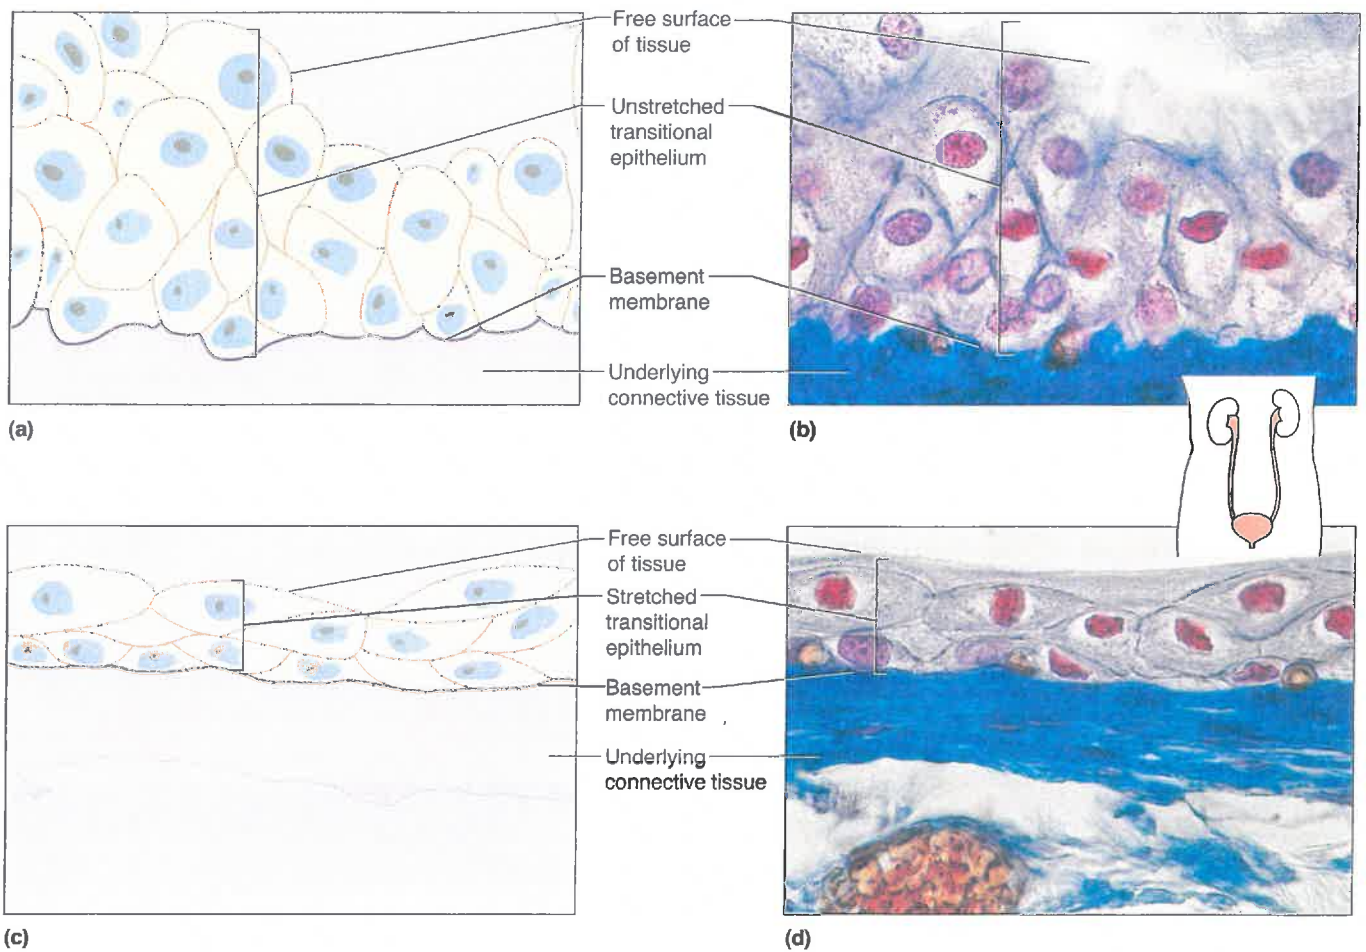 Free surface
of tissue
Unstretched
transitional
epithelium
Basement
membrane
Underlying
connective tissue
(a)
(b)
Free surface
of tissue
Stretched
transitional
epithelium
Basement
membrane
Underlying
connective tissue
(c)
(d)